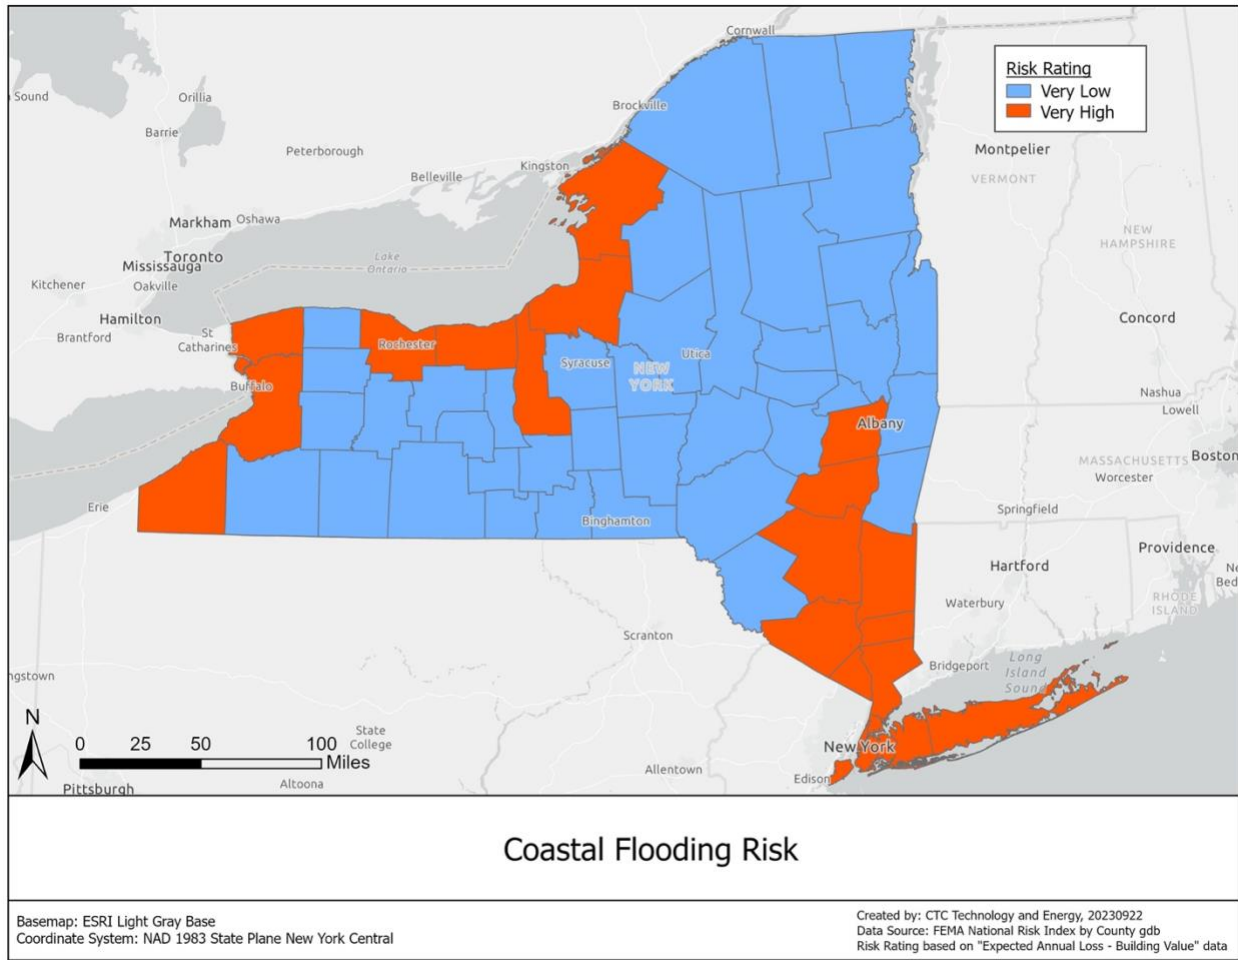 Cornwall
Sound
Orillia
Brockville
Barrie
Risk Rating
Very Low
Very High
Peterborough
Kingston
Belleville
Montpelier
VERMONT
Markham
Oshawa
Toronto
Mississauga
Oakville
Kitchener
Lake
Ontario
NEW
HAMPSHIRE
Hamilton
Brantford
St
Catharines
Concord
Rochester
Syracuse
Utica
NEW
YORK
Buffalo
Nashua
Lowell
Albany
MASSACHUSETTS
Boston
Worcester
Erie
Binghamton
Springfield
Hartford
Providence
Waterbury
RHODE
ISLAND
Scranton
Bridgeport
Long
Island
Sound
ngstown
N
0 25 50 100
Miles
State
College
New York
Allentown
Edison
Altoona
Pittsburgh
Coastal Flooding Risk
Basemap: ESRI Light Gray Base
Coordinate System: NAD 1983 State Plane New York Central
Created by: CTC Technology and Energy, 20230922
Data Source: FEMA National Risk Index by County gdb
Risk Rating based on "Expected Annual Loss - Building Value" data